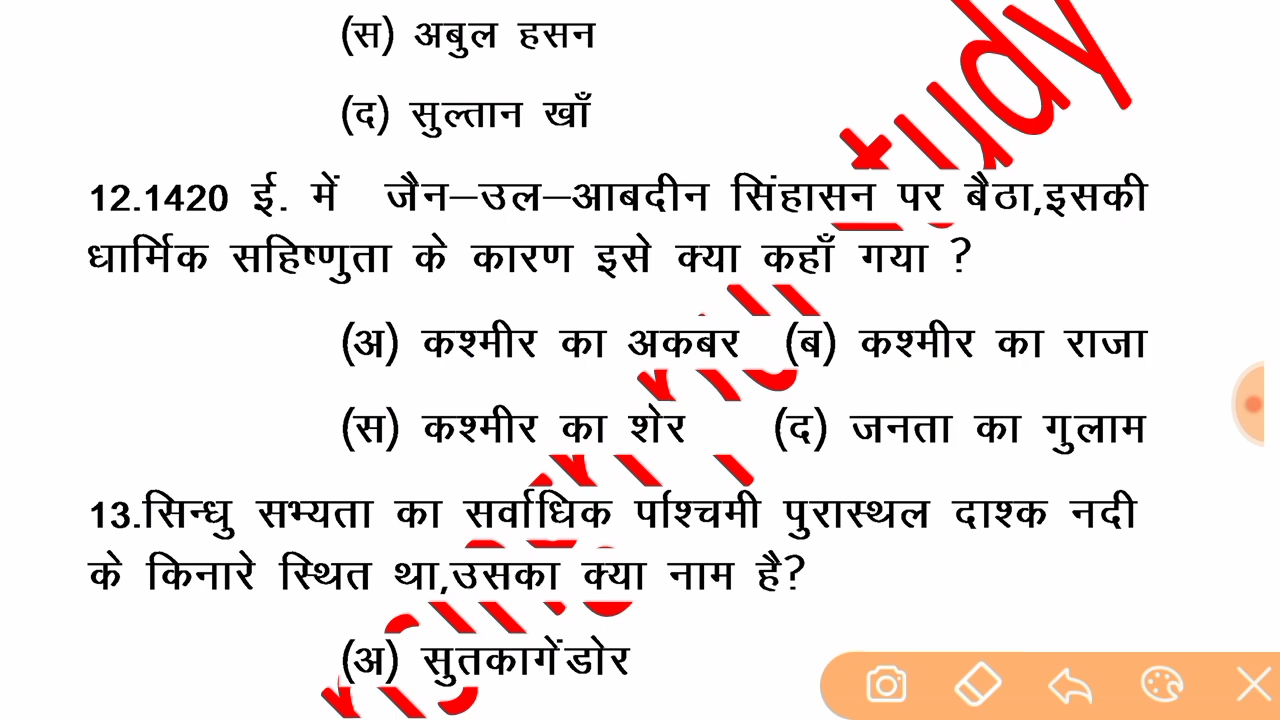 (स) अबुल हसन
(द) सुल्तान खाँ
12.1420 ई. में जैन–उल–आबदीन सिंहासन पर बैठा,इसकी
धार्मिक सहिष्णुता के कारण इसे क्या कहाँ गया ?
(अ) कश्मीर का अकबर (ब) कश्मीर का राजा
(स) कश्मीर का शेर (द) जनता का गुलाम
13.सिन्धु सभ्यता का सर्वाधिक पश्चिमी पुरास्थल दाश्क नदी
के किनारे स्थित था,उसका क्या नाम है?
(अ) सुतकागेंडोर